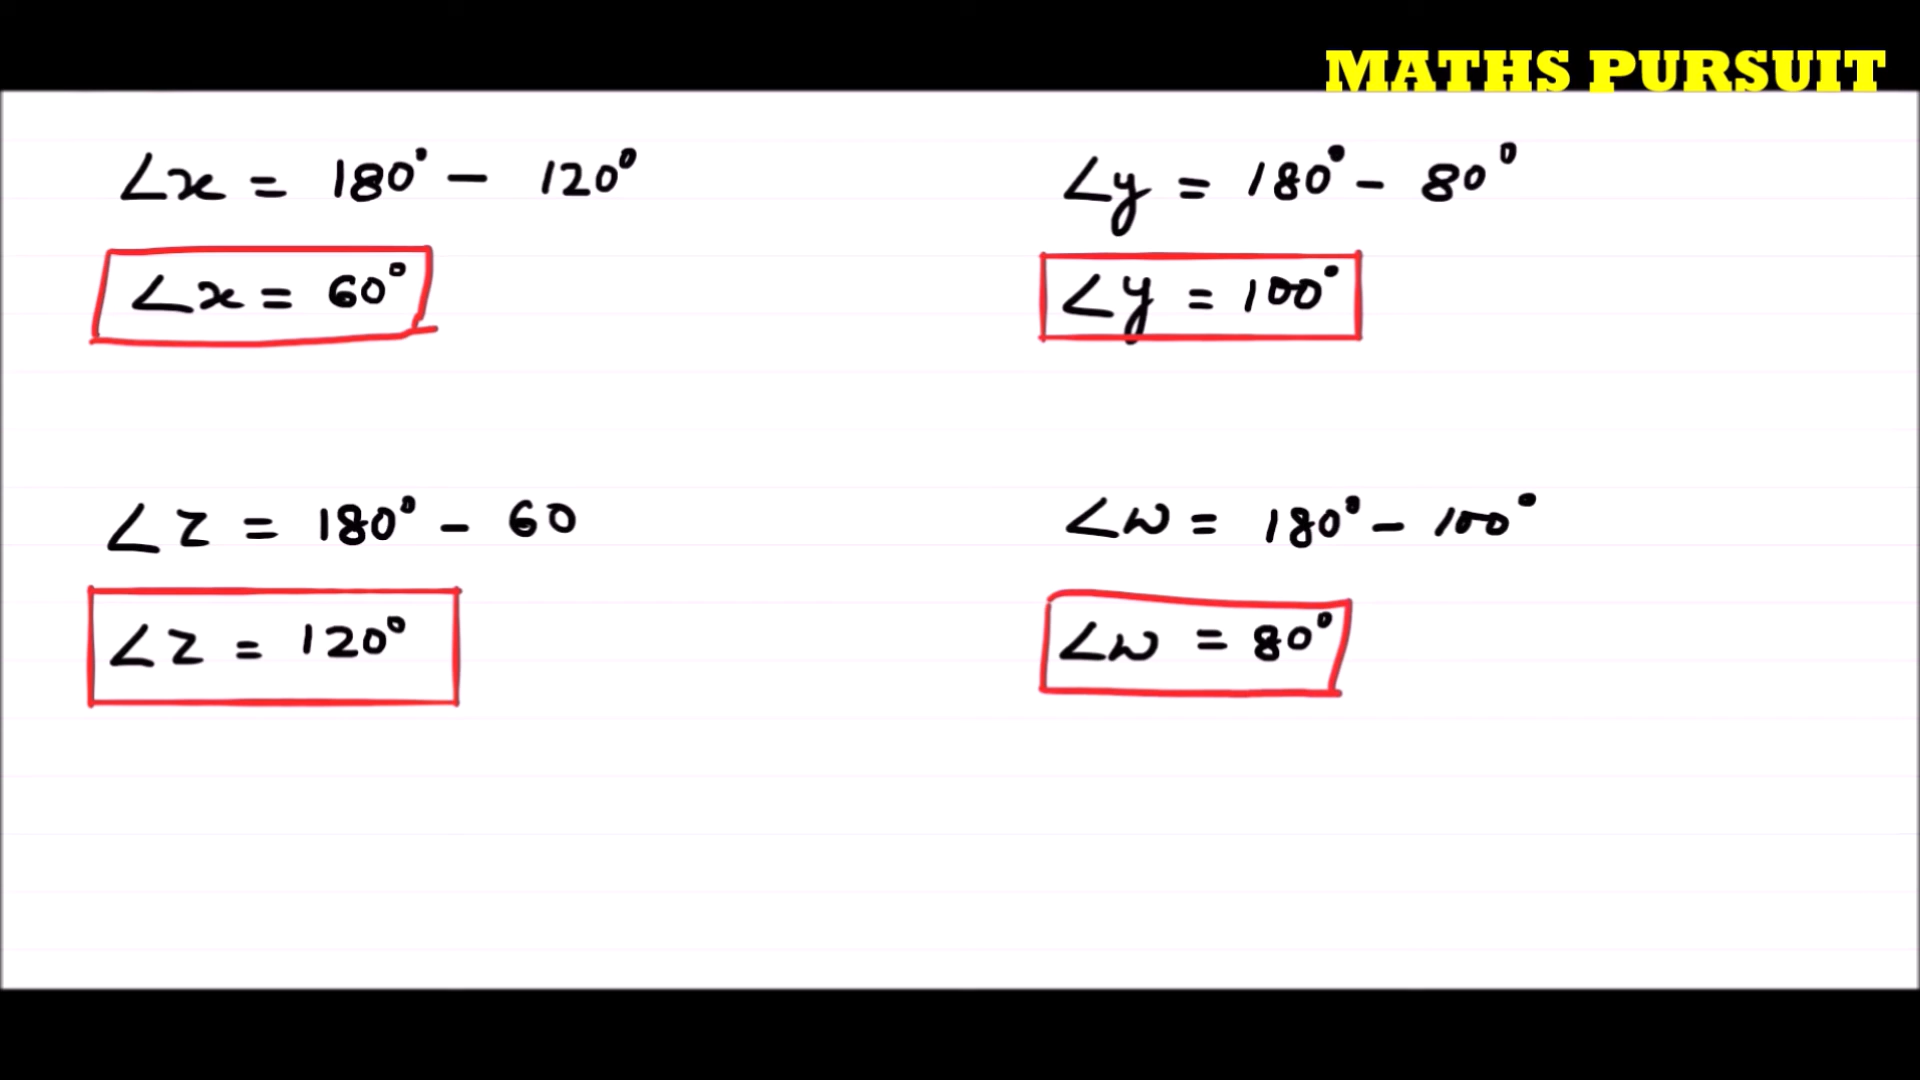 MATHS PURSUIT
∠x = 180° - 120°
∠x = 60°
∠y = 180° - 80°
∠y = 100°
∠z = 180° - 60
∠z = 120°
∠w = 180° - 100°
∠w = 80°